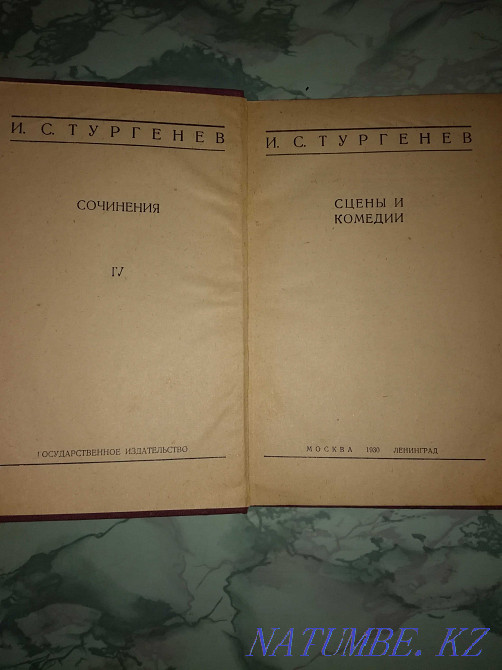 И. С. ТУРГЕНЕВ
СОЧИНЕНИЯ
IV
ГОСУДАРСТВЕННОЕ ИЗДАТЕЛЬСТВО
И. С. ТУРГЕНЕВ
СЦЕНЫ И
КОМЕДИИ
МОСКВА 1930 ЛЕНИНГРАД
NATUMBE. KZ